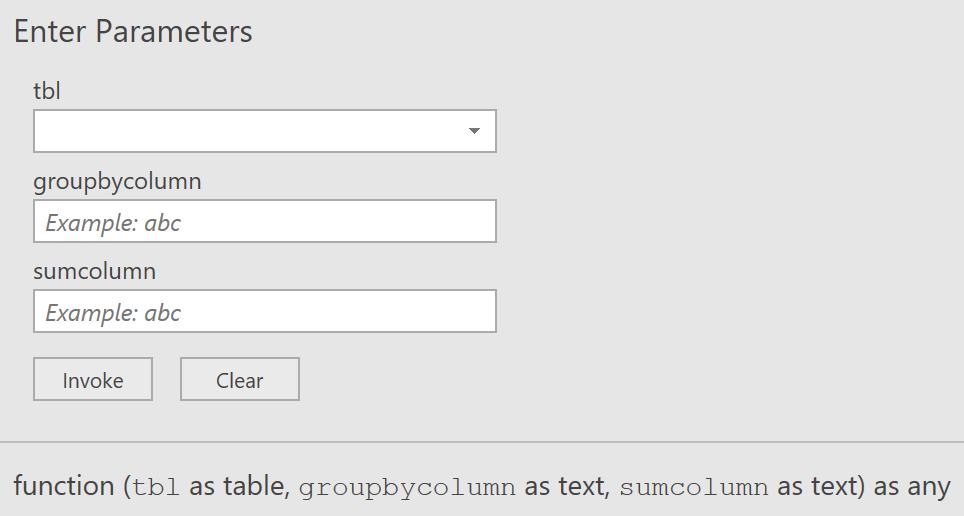 Enter Parameters
tbl
groupbycolumn
Example: abc
sumcolumn
Example: abc
Invoke Clear
function (tbl as table, groupbycolumn as text, sumcolumn as text) as any